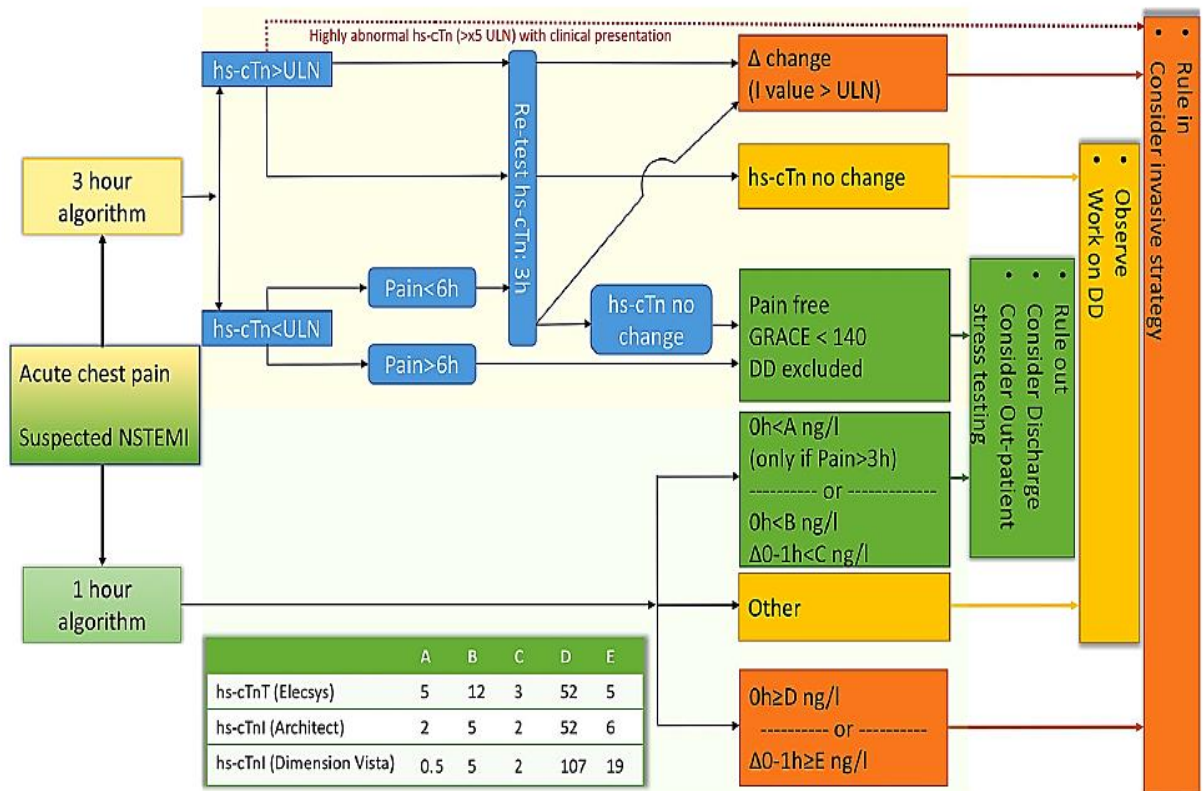 Highly abnormal hs-cTn (>x5 ULN) with clinical presentation
hs-cTn>ULN
Δ change
(I value > ULN)
Re-test hs-cTn: 3h
3 hour
algorithm
hs-cTn no change
Pain<6h
hs-cTn<ULN
hs-cTn no
change
Pain>6h
Pain free
GRACE < 140
DD excluded
Acute chest pain
Suspected NSTEMI
0h<A ng/l
(only if Pain>3h)
---------- or -------------
0h<B ng/l
Δ0-1h<C ng/l
1 hour
algorithm
Other
0h≥D ng/l
---------- or ----------
Δ0-1h≥E ng/l
• Rule out
• Consider Discharge
• Consider Out-patient
stress testing
• Observe
• Work on DD
• Rule in
• Consider invasive strategy
A B C D E
hs-cTnT (Elecsys) 5 12 3 52 5
hs-cTnI (Architect) 2 5 2 52 6
hs-cTnI (Dimension Vista) 0.5 5 2 107 19